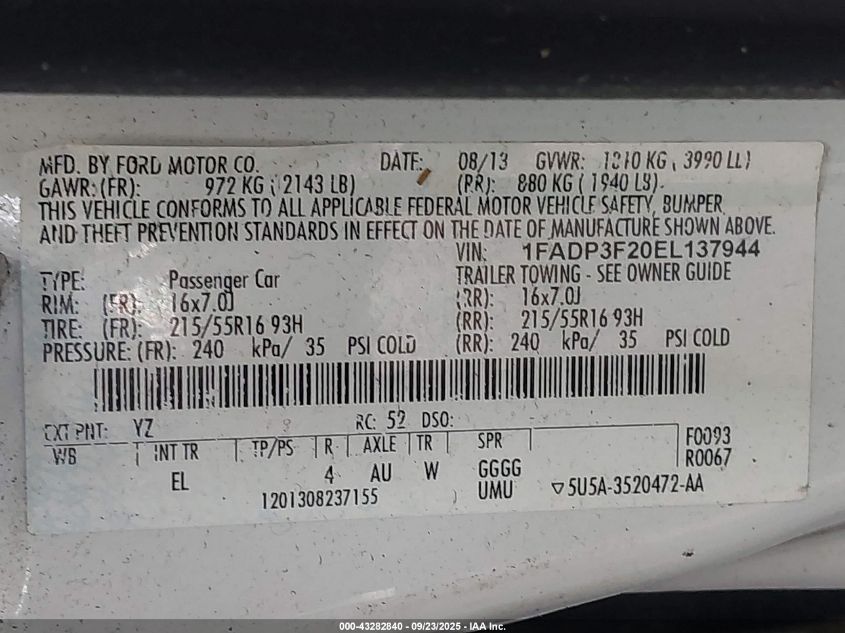 MFD. BY FORD MOTOR CO. DATE: 08/13 GVWR: 1810 KG ( 3990 LB)
GAWR: (FR): 972 KG ( 2143 LB) (RR): 880 KG ( 1940 LB).
THIS VEHICLE CONFORMS TO ALL APPLICABLE FEDERAL MOTOR VEHICLE SAFETY, BUMPER,
AND THEFT PREVENTION STANDARDS IN EFFECT ON THE DATE OF MANUFACTURE SHOWN ABOVE.
VIN: 1FADP3F20EL137944
TYPE: Passenger Car TRAILER TOWING - SEE OWNER GUIDE
RIM: (FR): 16x7.0J (RR): 16x7.0J
TIRE: (FR): 215/55R16 93H (RR): 215/55R16 93H
PRESSURE: (FR): 240 kPa/ 35 PSI COLD (RR): 240 kPa/ 35 PSI COLD
EXT PNT: YZ RC: 52 DSO:
WB INT TR TP/PS R AXLE TR SPR F0093
R0067
EL 4 AU W GGGG
UMU ▽5U5A-3520472-AA
1201308237155
000-43282840 - 09/23/2025 - IAA Inc.